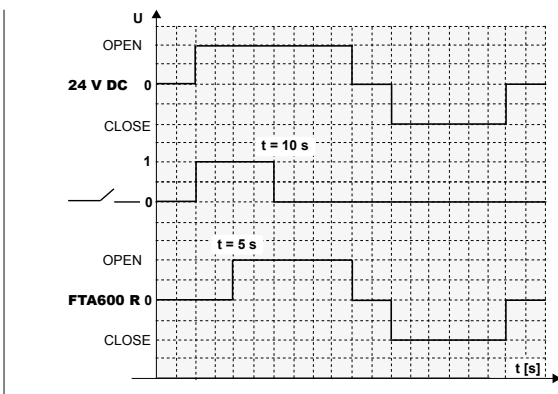 U
OPEN
24 V DC 0
CLOSE
t = 10 s
1
0
t = 5 s
OPEN
FTA600 R 0
CLOSE
t [s]